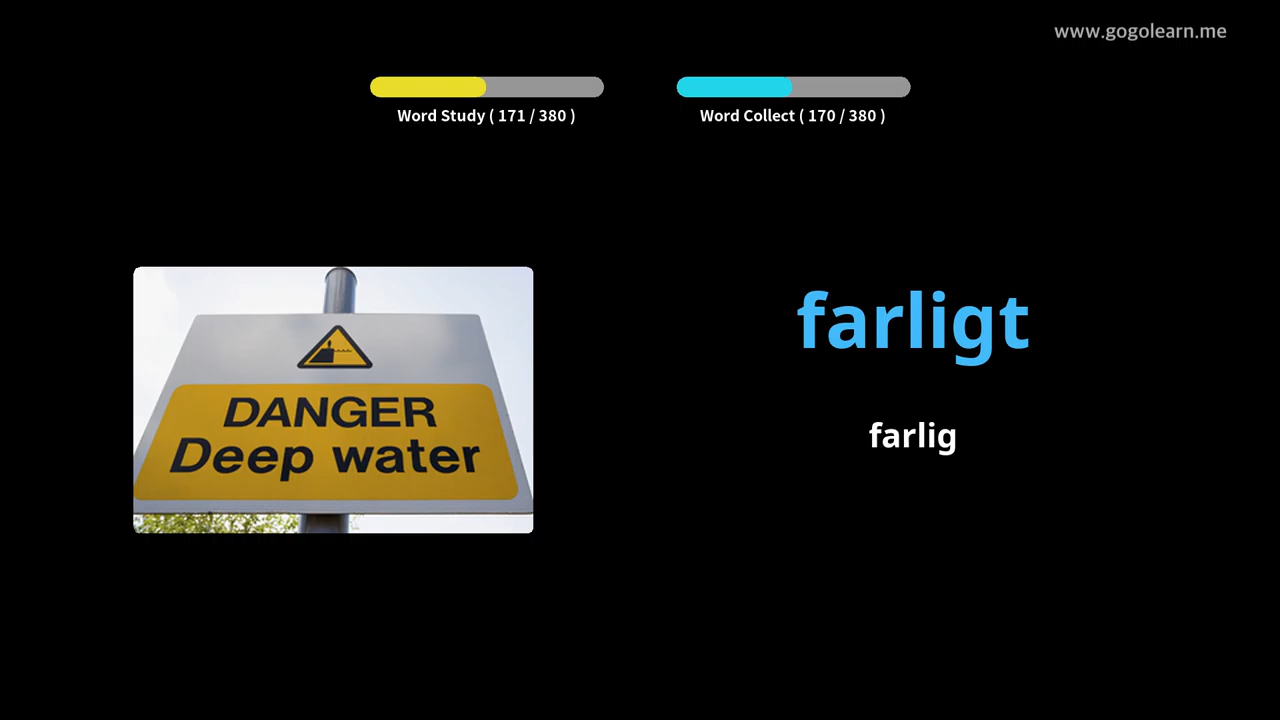 www.gogolearn.me
Word Study ( 171 / 380 )
Word Collect ( 170 / 380 )
DANGER
Deep water
farligt
farlig